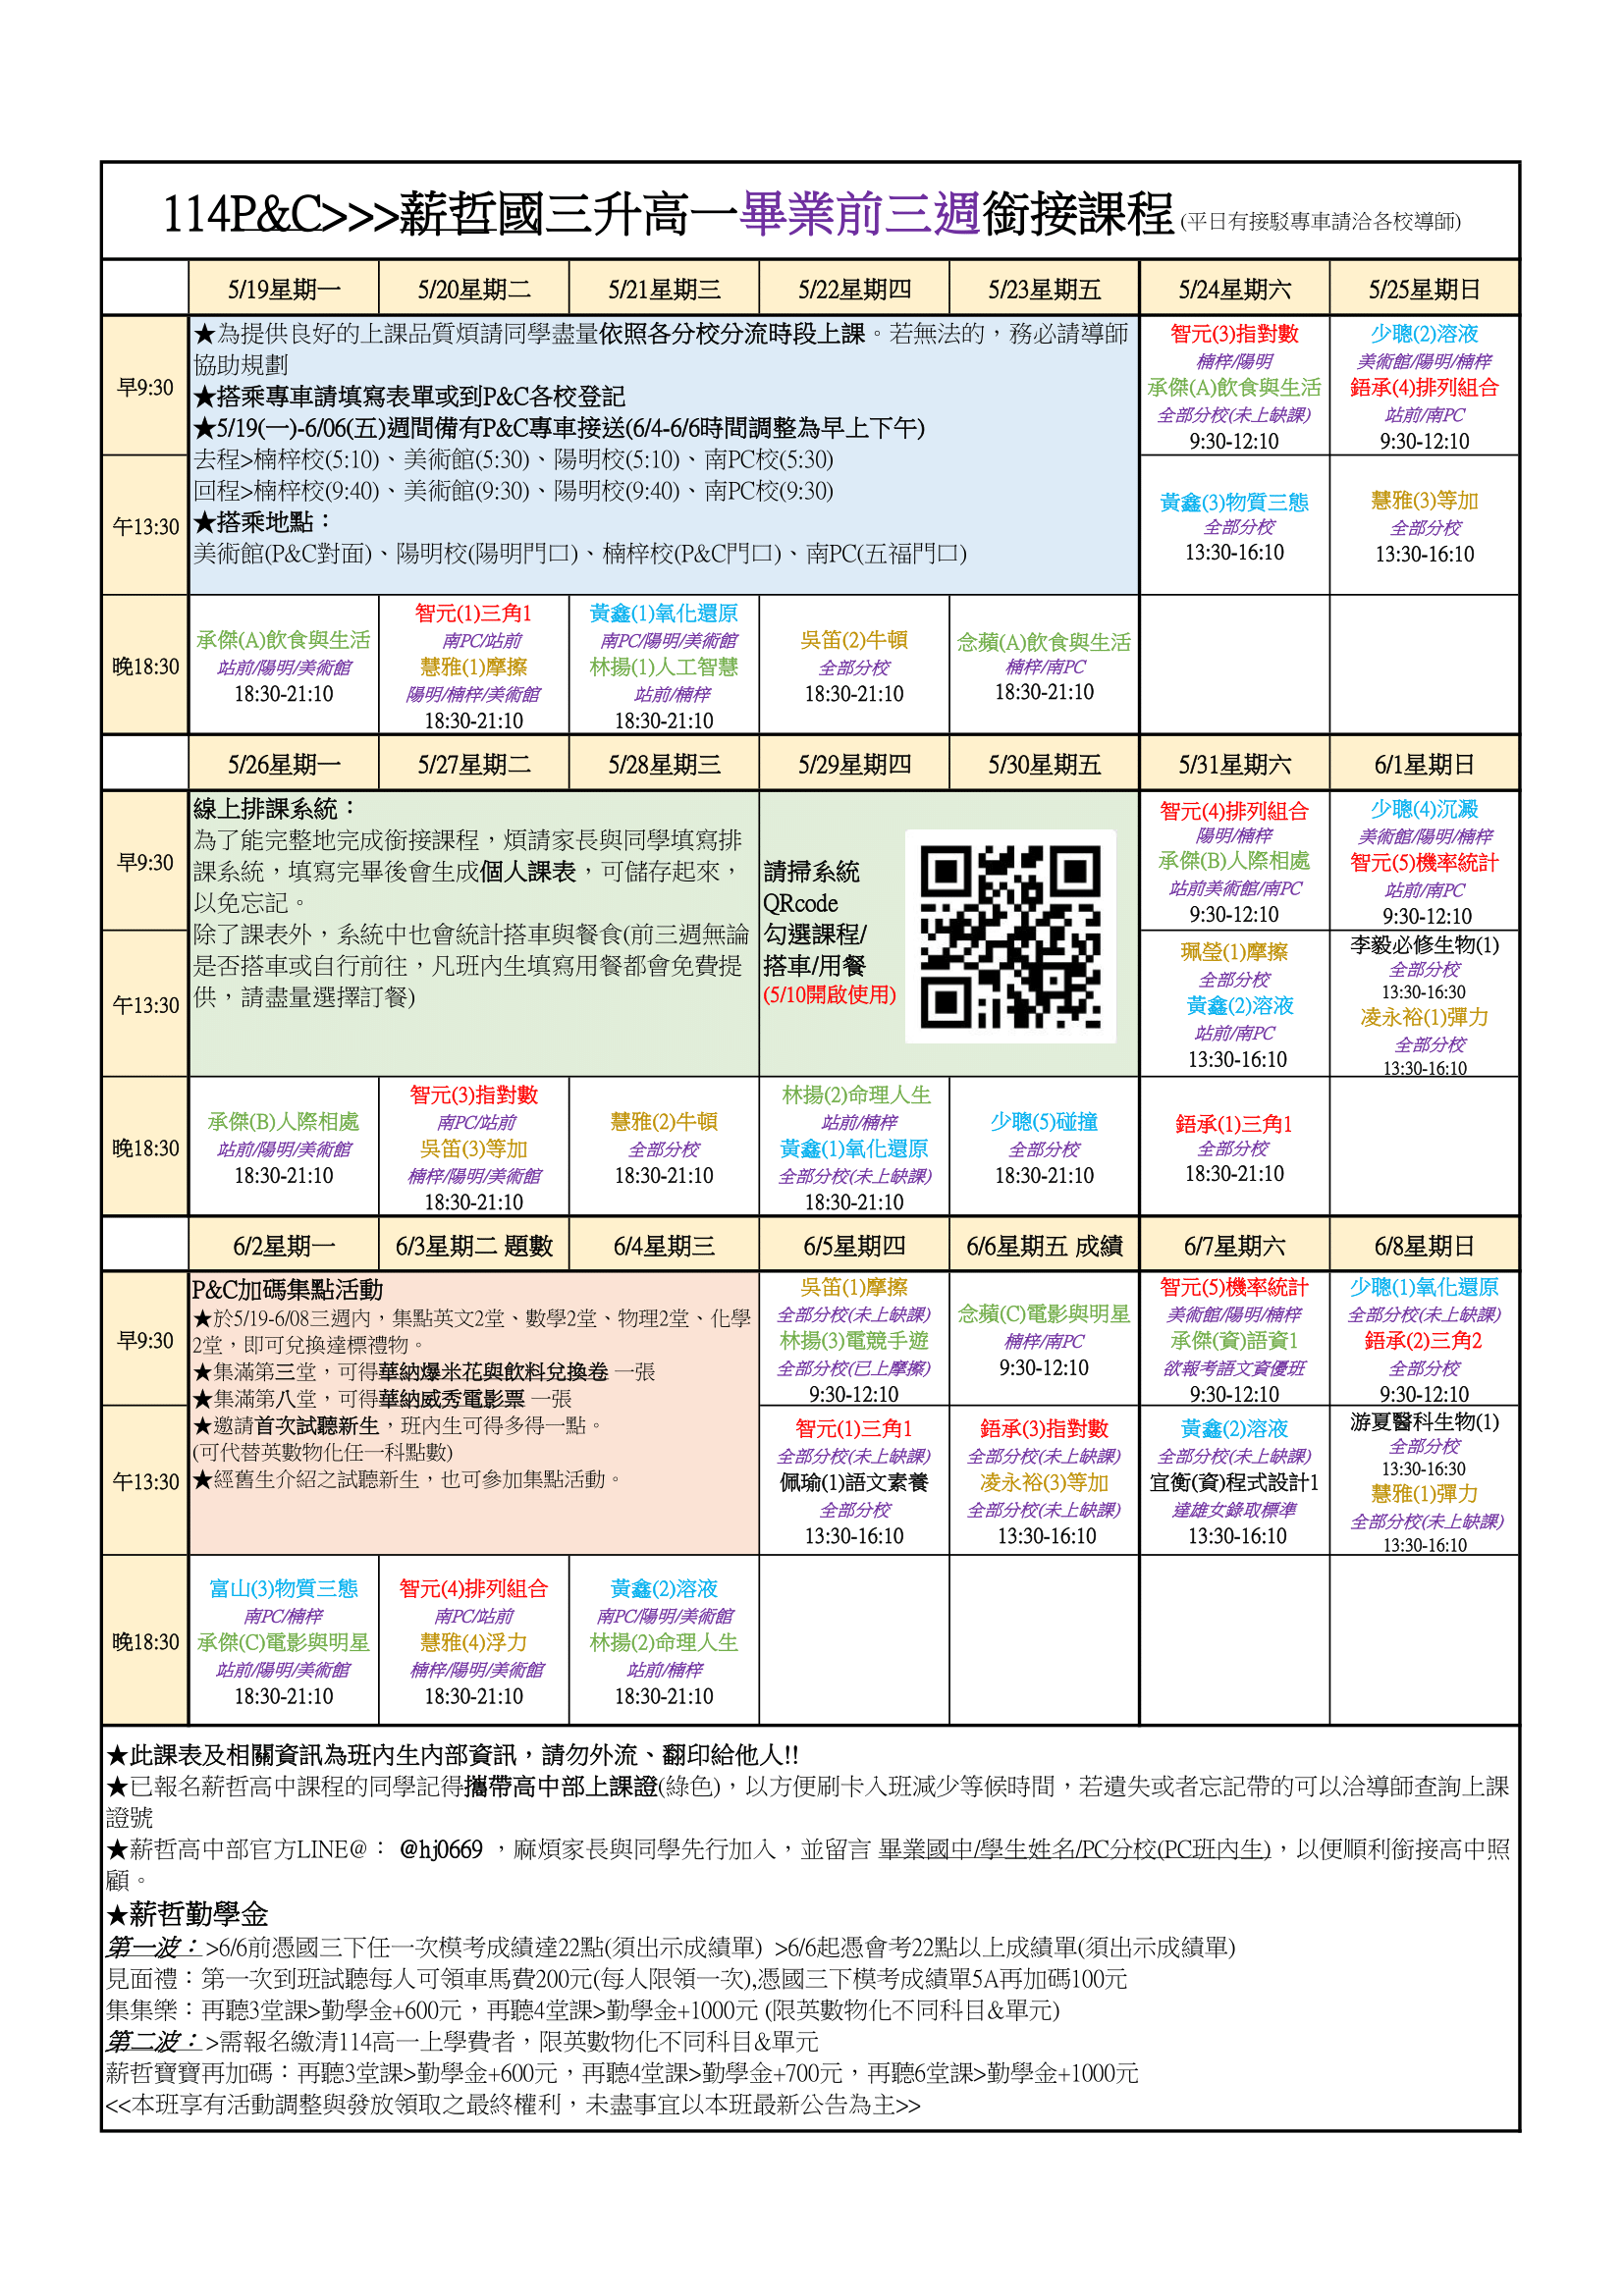 114P&C>>>薪哲國三升高一畢業前三週銜接課程 (平日有接駁專車請洽各校導師)
5/19星期一 5/20星期二 5/21星期三 5/22星期四 5/23星期五 5/24星期六 5/25星期日
早9:30
★為提供良好的上課品質煩請同學盡量依照各分校分流時段上課。若無法的，務必請導師
協助規劃
★搭乘專車請填寫表單或到P&C各校登記
★5/19(一)-6/06(五)週間備有P&C專車接送(6/4-6/6時間調整為早上下午)
去程>楠梓校(5:10)、美術館(5:30)、陽明校(5:10)、南PC校(5:30)
回程>楠梓校(9:40)、美術館(9:30)、陽明校(9:40)、南PC校(9:30)
★搭乘地點：
美術館(P&C對面)、陽明校(陽明門口)、楠梓校(P&C門口)、南PC(五福門口)
智元(3)指對數
楠梓/陽明
承傑(A)飲食與生活
全部分校(未上缺課)
9:30-12:10
少聰(2)溶液
美術館/陽明/楠梓
鋙承(4)排列組合
站前/南PC
9:30-12:10
午13:30
黃鑫(3)物質三態
全部分校
13:30-16:10
慧雅(3)等加
全部分校
13:30-16:10
晚18:30
承傑(A)飲食與生活
站前/陽明/美術館
18:30-21:10
智元(1)三角1
南PC/站前
慧雅(1)摩擦
陽明/楠梓/美術館
18:30-21:10
黃鑫(1)氧化還原
南PC/陽明/美術館
林揚(1)人工智慧
站前/楠梓
18:30-21:10
吳笛(2)牛頓
全部分校
18:30-21:10
念蘋(A)飲食與生活
楠梓/南PC
18:30-21:10
5/26星期一 5/27星期二 5/28星期三 5/29星期四 5/30星期五 5/31星期六 6/1星期日
早9:30
線上排課系統：
為了能完整地完成銜接課程，煩請家長與同學填寫排
課系統，填寫完畢後會生成個人課表，可儲存起來，
以免忘記。
除了課表外，系統中也會統計搭車與餐食(前三週無論
是否搭車或自行前往，凡班內生填寫用餐都會免費提
供，請盡量選擇訂餐)
請掃系統
QRcode
勾選課程/
搭車/用餐
(5/10開啟使用)
智元(4)排列組合
陽明/楠梓
承傑(B)人際相處
站前美術館/南PC
9:30-12:10
少聰(4)沉澱
美術館/陽明/楠梓
智元(5)機率統計
站前/南PC
9:30-12:10
午13:30
珮瑩(1)摩擦
全部分校
黃鑫(2)溶液
站前/南PC
13:30-16:10
李毅必修生物(1)
全部分校
13:30-16:30
凌永裕(1)彈力
全部分校
13:30-16:10
晚18:30
承傑(B)人際相處
站前/陽明/美術館
18:30-21:10
智元(3)指對數
南PC/站前
吳笛(3)等加
楠梓/陽明/美術館
18:30-21:10
慧雅(2)牛頓
全部分校
18:30-21:10
林揚(2)命理人生
站前/楠梓
黃鑫(1)氧化還原
全部分校(未上缺課)
18:30-21:10
少聰(5)碰撞
全部分校
18:30-21:10
鋙承(1)三角1
全部分校
18:30-21:10
6/2星期一 6/3星期二 題數 6/4星期三 6/5星期四 6/6星期五 成績 6/7星期六 6/8星期日
早9:30
P&C加碼集點活動
★於5/19-6/08三週內，集點英文2堂、數學2堂、物理2堂、化學
2堂，即可兌換達標禮物。
★集滿第三堂，可得華納爆米花與飲料兌換卷 一張
★集滿第八堂，可得華納威秀電影票 一張
★邀請首次試聽新生，班內生可得多得一點。
(可代替英數物化任一科點數)
★經舊生介紹之試聽新生，也可參加集點活動。
吳笛(1)摩擦
全部分校(未上缺課)
林揚(3)電競手遊
全部分校(已上摩擦)
9:30-12:10
念蘋(C)電影與明星
楠梓/南PC
9:30-12:10
智元(5)機率統計
美術館/陽明/楠梓
承傑(資)語資1
欲報考語文資優班
9:30-12:10
少聰(1)氧化還原
全部分校(未上缺課)
鋙承(2)三角2
全部分校
9:30-12:10
午13:30
智元(1)三角1
全部分校(未上缺課)
佩瑜(1)語文素養
全部分校
13:30-16:10
鋙承(3)指對數
全部分校(未上缺課)
凌永裕(3)等加
全部分校(未上缺課)
13:30-16:10
黃鑫(2)溶液
全部分校(未上缺課)
宜衡(資)程式設計1
達雄女錄取標準
13:30-16:10
游夏醫科生物(1)
全部分校
13:30-16:30
慧雅(1)彈力
全部分校(未上缺課)
13:30-16:10
晚18:30
富山(3)物質三態
南PC/楠梓
承傑(C)電影與明星
站前/陽明/美術館
18:30-21:10
智元(4)排列組合
南PC/站前
慧雅(4)浮力
楠梓/陽明/美術館
18:30-21:10
黃鑫(2)溶液
南PC/陽明/美術館
林揚(2)命理人生
站前/楠梓
18:30-21:10
★此課表及相關資訊為班內生內部資訊，請勿外流、翻印給他人!!
★已報名薪哲高中課程的同學記得攜帶高中部上課證(綠色)，以方便刷卡入班減少等候時間，若遺失或者忘記帶的可以洽導師查詢上課
證號
★薪哲高中部官方LINE@： @hj0669 ，麻煩家長與同學先行加入，並留言 畢業國中/學生姓名/PC分校(PC班內生)，以便順利銜接高中照
顧。
★薪哲勤學金
第一波：>6/6前憑國三下任一次模考成績達22點(須出示成績單) >6/6起憑會考22點以上成績單(須出示成績單)
見面禮：第一次到班試聽每人可領車馬費200元(每人限領一次),憑國三下模考成績單5A再加碼100元
集集樂：再聽3堂課>勤學金+600元，再聽4堂課>勤學金+1000元 (限英數物化不同科目&單元)
第二波：>需報名繳清114高一上學費者，限英數物化不同科目&單元
薪哲寶寶再加碼：再聽3堂課>勤學金+600元，再聽4堂課>勤學金+700元，再聽6堂課>勤學金+1000元
<<本班享有活動調整與發放領取之最終權利，未盡事宜以本班最新公告為主>>